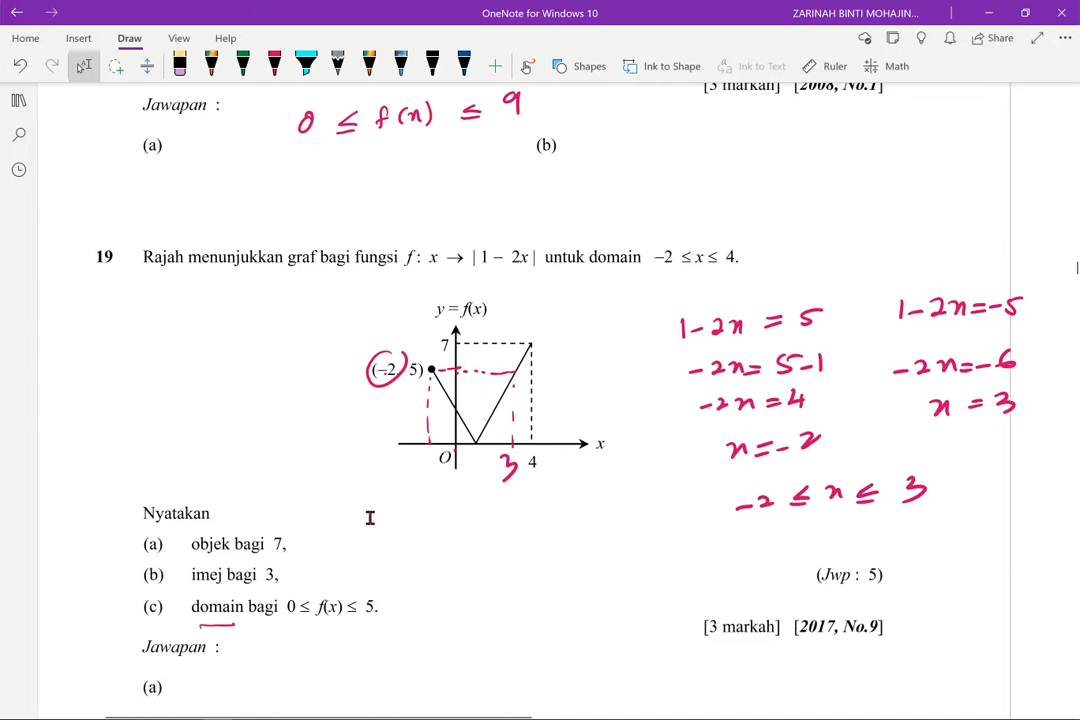 OneNote for Windows 10
ZARINAH BINTI MOHAJIN...
Home Insert Draw View Help
Share
Shapes Ink to Shape Ink to Text Ruler Math
[3 markah] [2008, No.1]
Jawapan :
0 ≤ f(x) ≤ 9
(a) (b)
19 Rajah menunjukkan graf bagi fungsi f : x → | 1 − 2x | untuk domain −2 ≤ x ≤ 4.
y = f(x)
7
(−2, 5)
O 3 4 x
1-2x = 5
-2x = 5-1
-2x = 4
x = -2
1-2x = -5
-2x = -6
x = 3
-2 ≤ x ≤ 3
Nyatakan
(a) objek bagi 7,
(b) imej bagi 3, (Jwp : 5)
(c) domain bagi 0 ≤ f(x) ≤ 5.
[3 markah] [2017, No.9]
Jawapan :
(a)